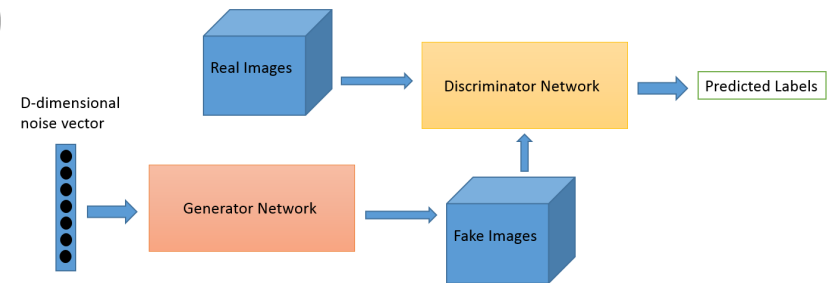 Real Images
Discriminator Network
Predicted Labels
D-dimensional
noise vector
Generator Network
Fake Images